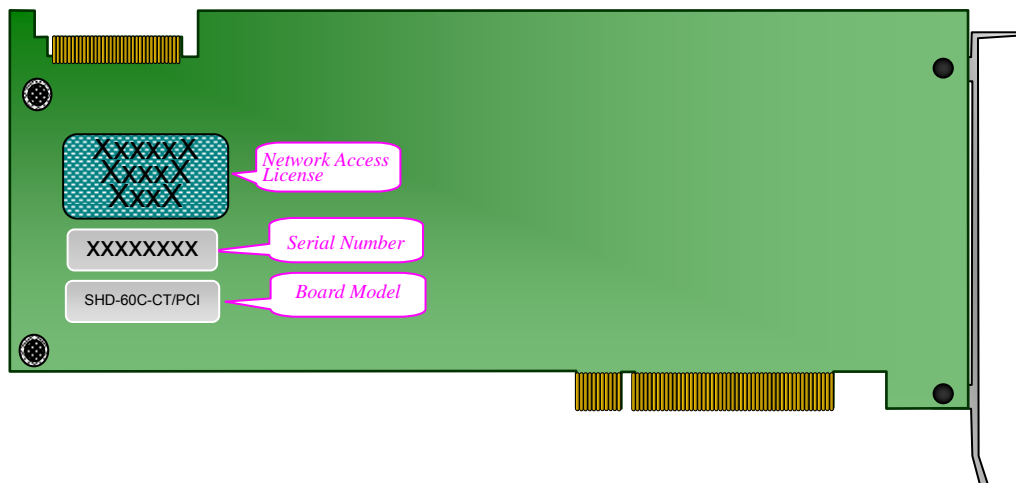 XxxxxX
XxxxX
XxxX
Network Access
License
XXXXXXXX
Serial Number
SHD-60C-CT/PCI
Board Model